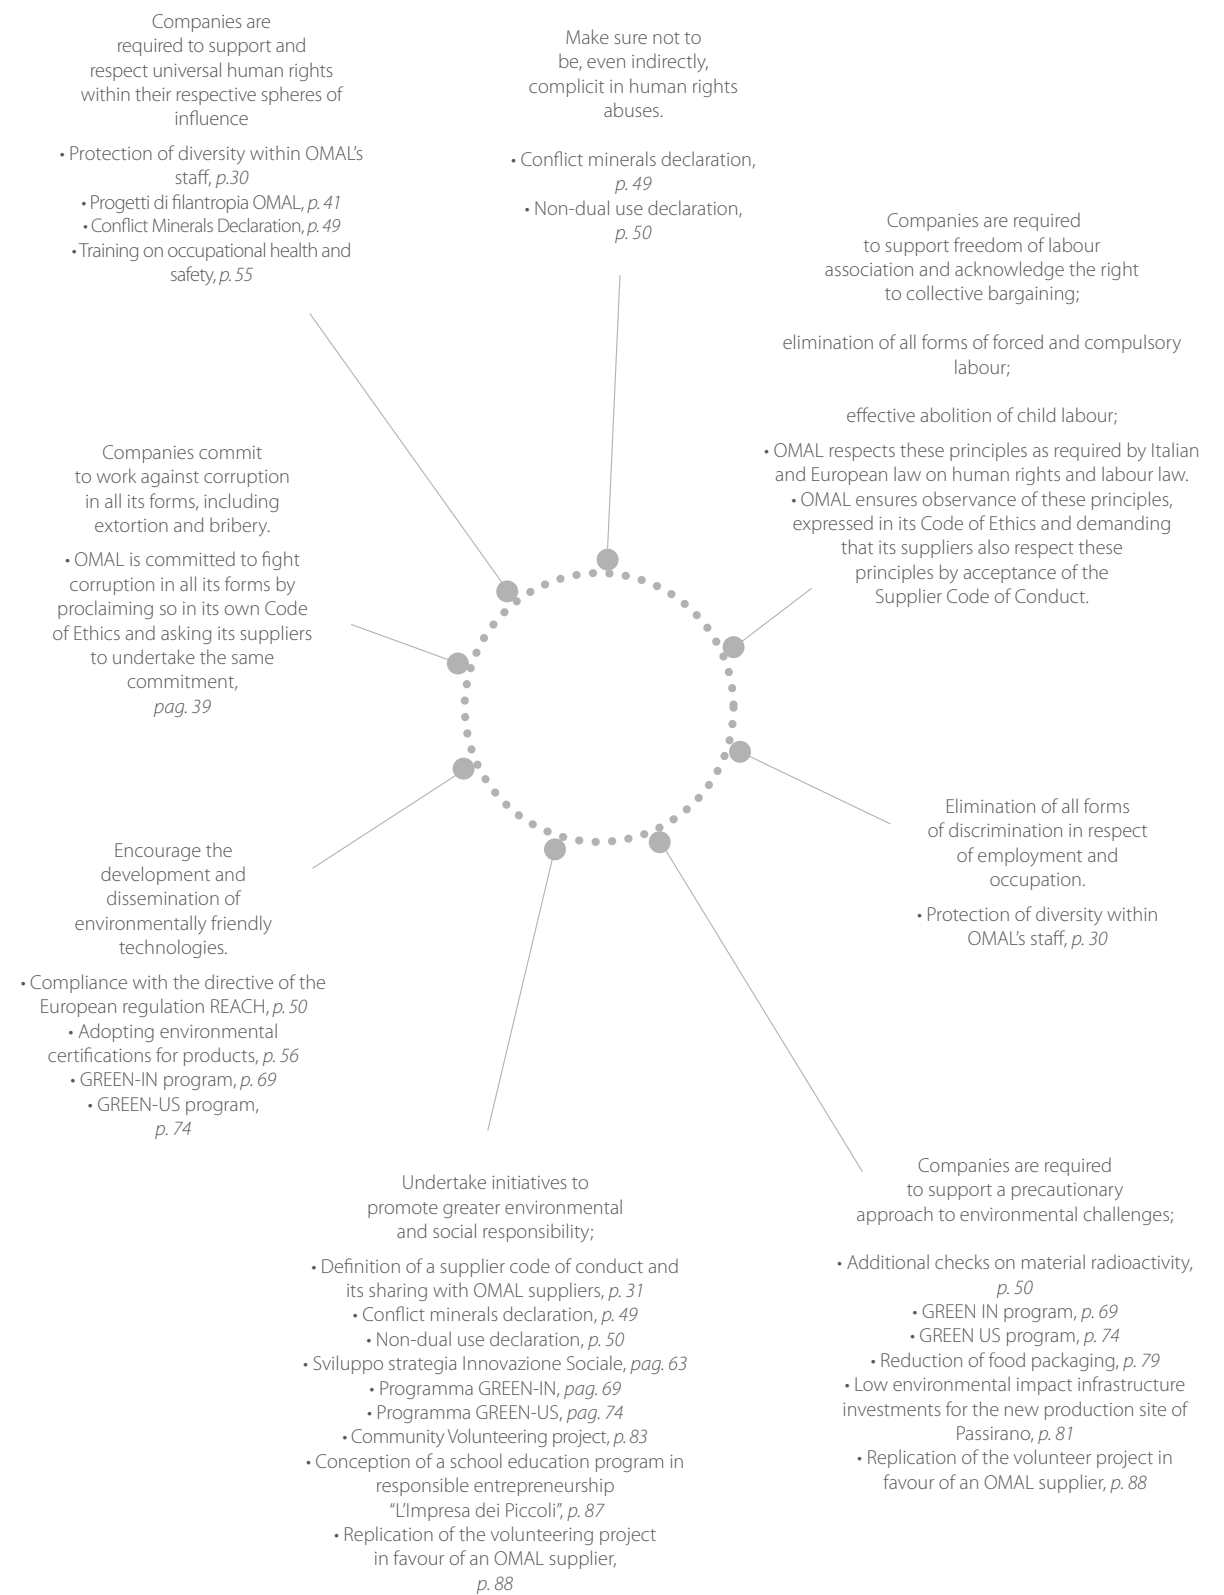 Companies are
required to support and
respect universal human rights
within their respective spheres of
influence
• Protection of diversity within OMAL's
staff, p.30
• Progetti di filantropia OMAL, p. 41
• Conflict Minerals Declaration, p. 49
• Training on occupational health and
safety, p. 55
Make sure not to
be, even indirectly,
complicit in human rights
abuses.
• Conflict minerals declaration,
p. 49
• Non-dual use declaration,
p. 50
Companies are required
to support freedom of labour
association and acknowledge the right
to collective bargaining;
elimination of all forms of forced and compulsory
labour;
effective abolition of child labour;
• OMAL respects these principles as required by Italian
and European law on human rights and labour law.
• OMAL ensures observance of these principles,
expressed in its Code of Ethics and demanding
that its suppliers also respect these
principles by acceptance of the
Supplier Code of Conduct.
Companies commit
to work against corruption
in all its forms, including
extortion and bribery.
• OMAL is committed to fight
corruption in all its forms by
proclaiming so in its own Code
of Ethics and asking its suppliers
to undertake the same
commitment,
pag. 39
Elimination of all forms
of discrimination in respect
of employment and
occupation.
• Protection of diversity within
OMAL's staff, p. 30
Encourage the
development and
dissemination of
environmentally friendly
technologies.
• Compliance with the directive of the
European regulation REACH, p. 50
• Adopting environmental
certifications for products, p. 56
• GREEN-IN program, p. 69
• GREEN-US program,
p. 74
Undertake initiatives to
promote greater environmental
and social responsibility;
• Definition of a supplier code of conduct and
its sharing with OMAL suppliers, p. 31
• Conflict minerals declaration, p. 49
• Non-dual use declaration, p. 50
• Sviluppo strategia Innovazione Sociale, pag. 63
• Programma GREEN-IN, pag. 69
• Programma GREEN-US, pag. 74
• Community Volunteering project, p. 83
• Conception of a school education program in
responsible entrepreneurship
"L'Impresa dei Piccoli", p. 87
• Replication of the volunteering project
in favour of an OMAL supplier,
p. 88
Companies are required
to support a precautionary
approach to environmental challenges;
• Additional checks on material radioactivity,
p. 50
• GREEN IN program, p. 69
• GREEN US program, p. 74
• Reduction of food packaging, p. 79
• Low environmental impact infrastructure
investments for the new production site of
Passirano, p. 81
• Replication of the volunteer project in
favour of an OMAL supplier, p. 88